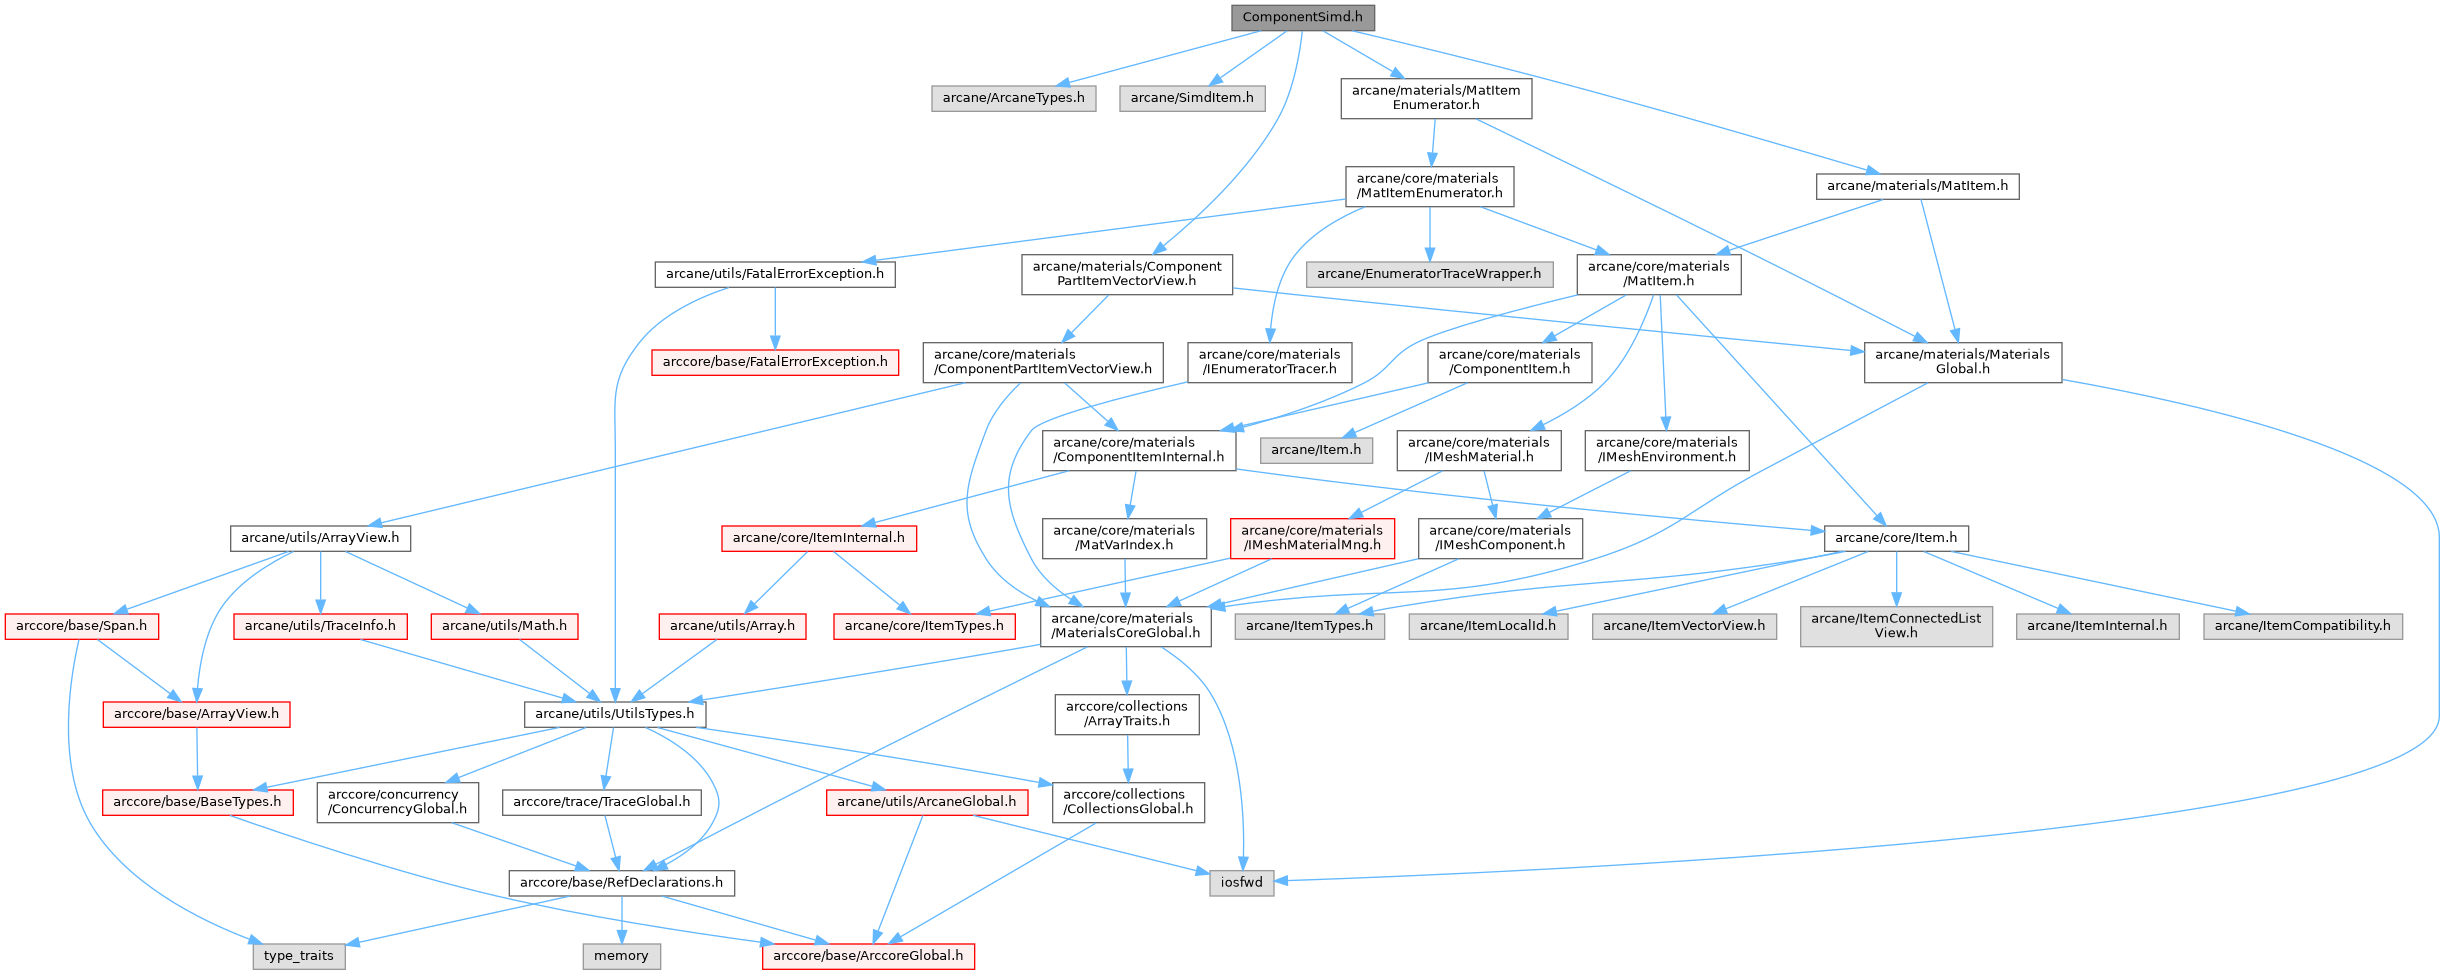 ComponentSimd.h
arcane/ArcaneTypes.h
arcane/SimdItem.h
arcane/materials/MatItem
Enumerator.h
arcane/core/materials
/MatItemEnumerator.h
arcane/materials/MatItem.h
arcane/utils/FatalErrorException.h
arcane/materials/Component
PartItemVectorView.h
arcane/EnumeratorTraceWrapper.h
arcane/core/materials
/MatItem.h
arccore/base/FatalErrorException.h
arcane/core/materials
/ComponentPartItemVectorView.h
arcane/core/materials
/IEnumeratorTracer.h
arcane/core/materials
/ComponentItem.h
arcane/materials/Materials
Global.h
arcane/core/materials
/ComponentItemInternal.h
arcane/Item.h
arcane/core/materials
/IMeshMaterial.h
arcane/core/materials
/IMeshEnvironment.h
arcane/utils/ArrayView.h
arcane/core/ItemInternal.h
arcane/core/materials
/MatVarIndex.h
arcane/core/materials
/IMeshMaterialMng.h
arcane/core/materials
/IMeshComponent.h
arcane/core/Item.h
arccore/base/Span.h
arcane/utils/TraceInfo.h
arcane/utils/Math.h
arcane/utils/Array.h
arcane/core/ItemTypes.h
arcane/core/materials
/MaterialsCoreGlobal.h
arcane/ItemTypes.h
arcane/ItemLocalId.h
arcane/ItemVectorView.h
arcane/ItemConnectedList
View.h
arcane/ItemInternal.h
arcane/ItemCompatibility.h
arccore/base/ArrayView.h
arcane/utils/UtilsTypes.h
arccore/collections
/ArrayTraits.h
arccore/base/BaseTypes.h
arccore/concurrency
/ConcurrencyGlobal.h
arccore/trace/TraceGlobal.h
arcane/utils/ArcaneGlobal.h
arccore/collections
/CollectionsGlobal.h
arccore/base/RefDeclarations.h
iosfwd
type_traits
memory
arccore/base/ArccoreGlobal.h